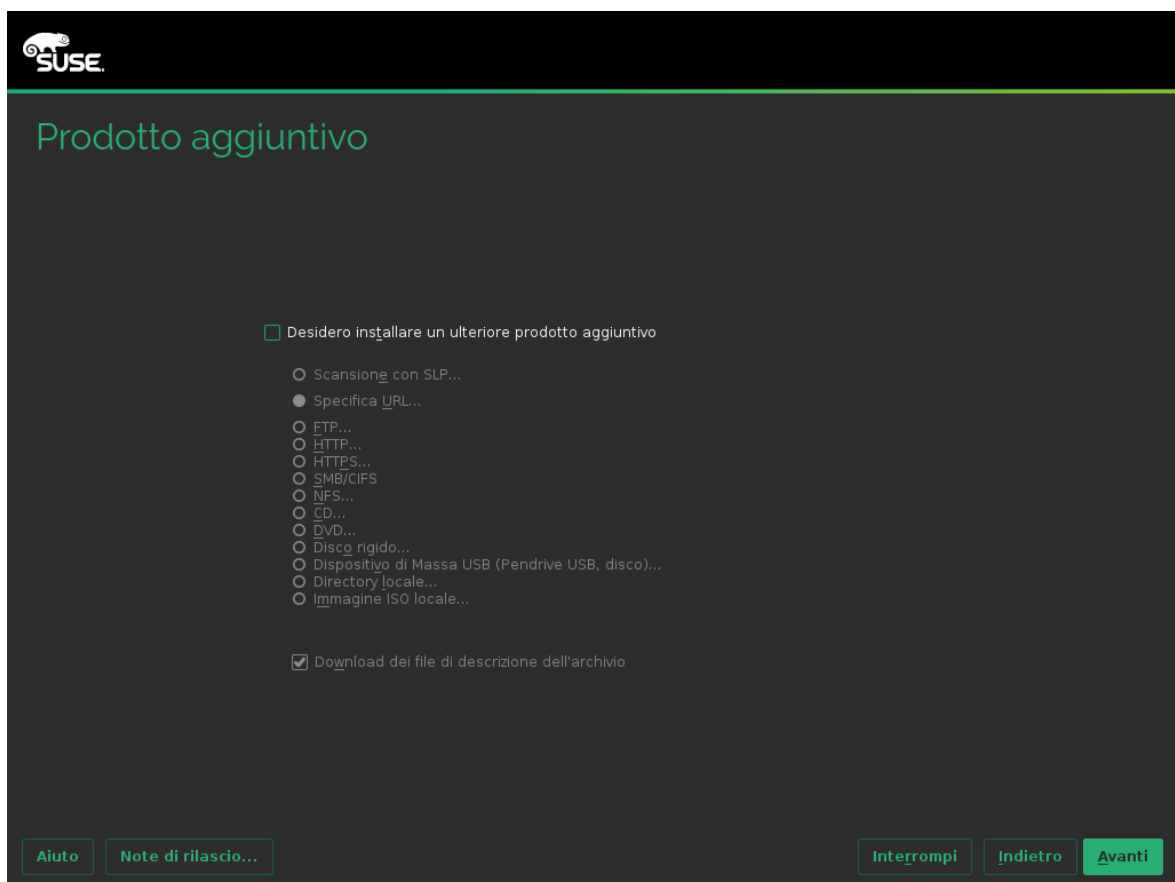 SUSE.
Prodotto aggiuntivo
Desidero installare un ulteriore prodotto aggiuntivo
Scansione con SLP...
Specifica URL...
FTP...
HTTP...
HTTPS...
SMB/CIFS
NFS...
CD...
DVD...
Disco rigido...
Dispositivo di Massa USB (Pendrive USB, disco)...
Directory locale...
Immagine ISO locale...
Download dei file di descrizione dell'archivio
Aiuto Note di rilascio... Interrompi Indietro Avanti